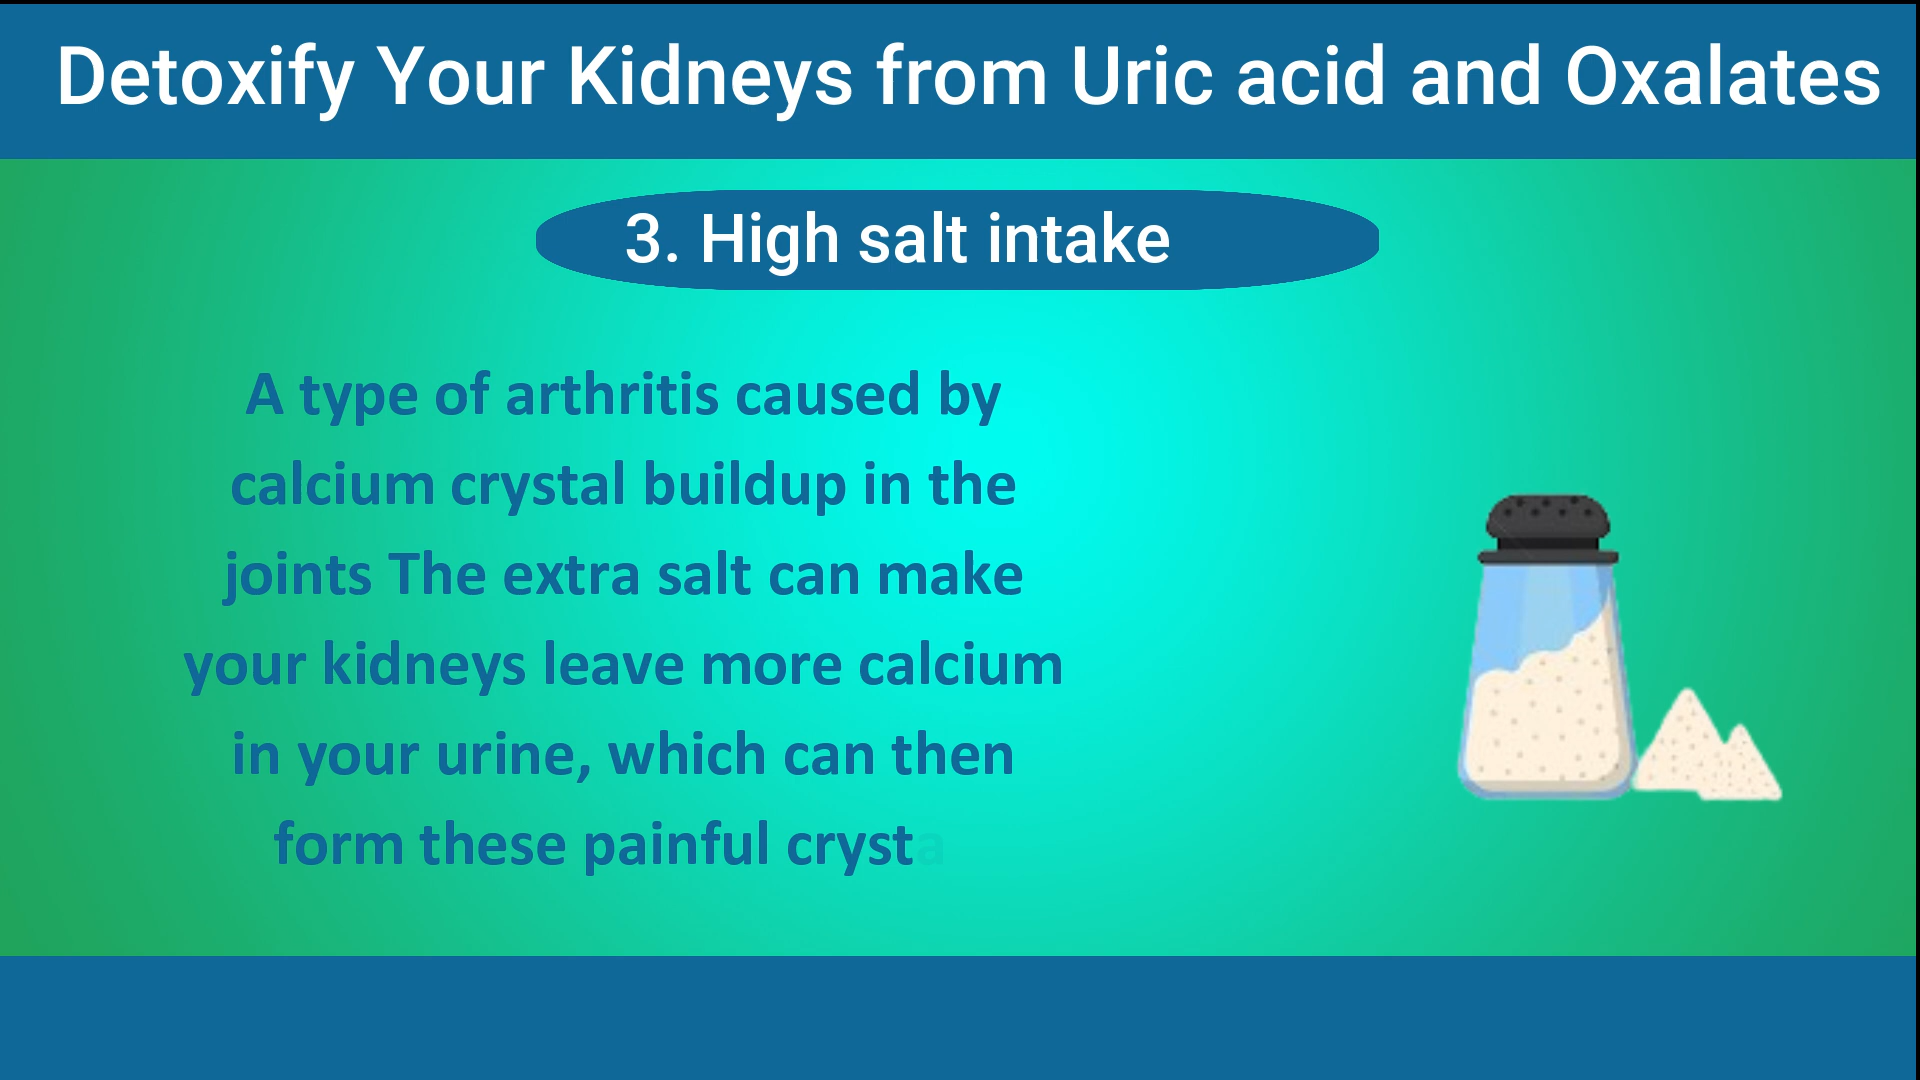 Detoxify Your Kidneys from Uric acid and Oxalates
3. High salt intake
A type of arthritis caused by
calcium crystal buildup in the
joints The extra salt can make
your kidneys leave more calcium
in your urine, which can then
form these painful crysta